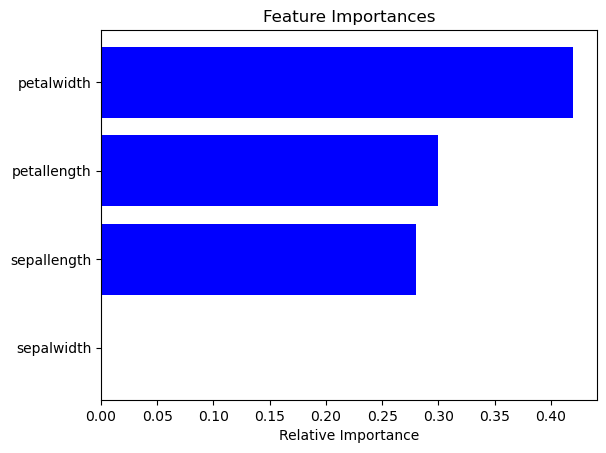 Feature Importances
petalwidth
petallength
sepallength
sepalwidth
0.00 0.05 0.10 0.15 0.20 0.25 0.30 0.35 0.40
Relative Importance